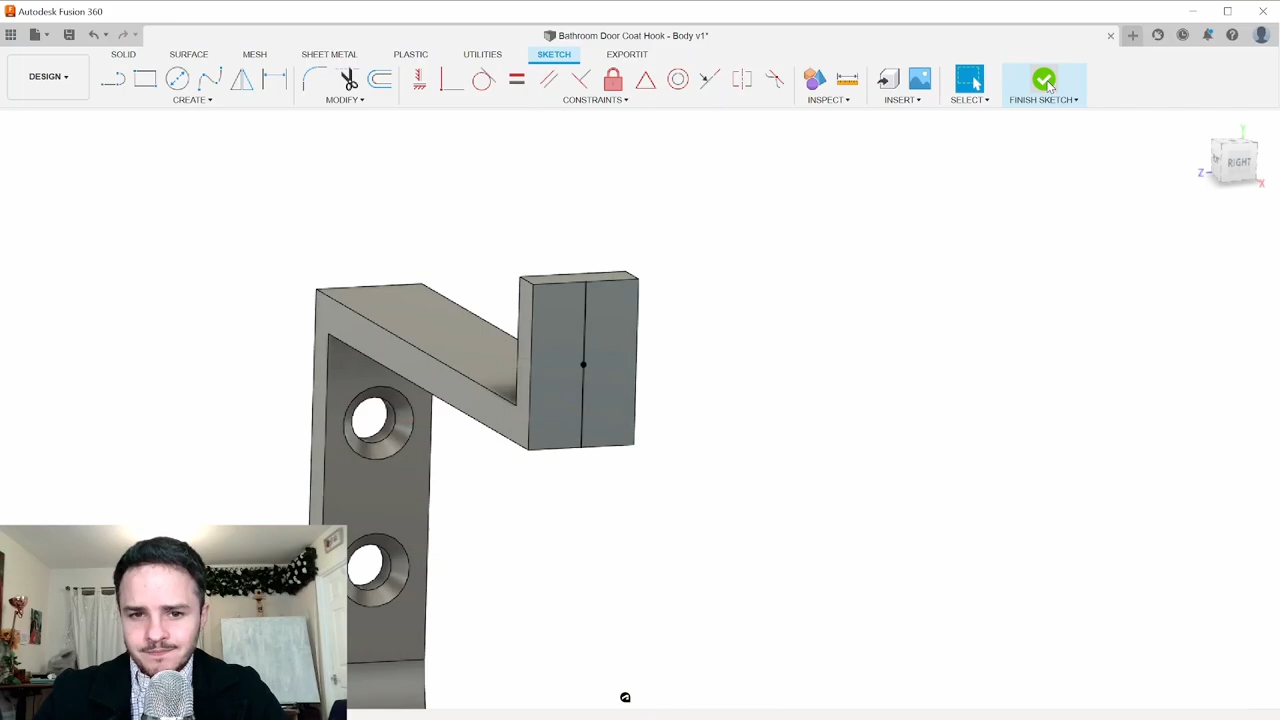 Autodesk Fusion 360
Bathroom Door Coat Hook - Body v1*
SOLID SURFACE MESH SHEET METAL PLASTIC UTILITIES SKETCH EXPORTIT
DESIGN
CREATE MODIFY CONSTRAINTS INSPECT INSERT SELECT FINISH SKETCH
Y
RIGHT
Z
X